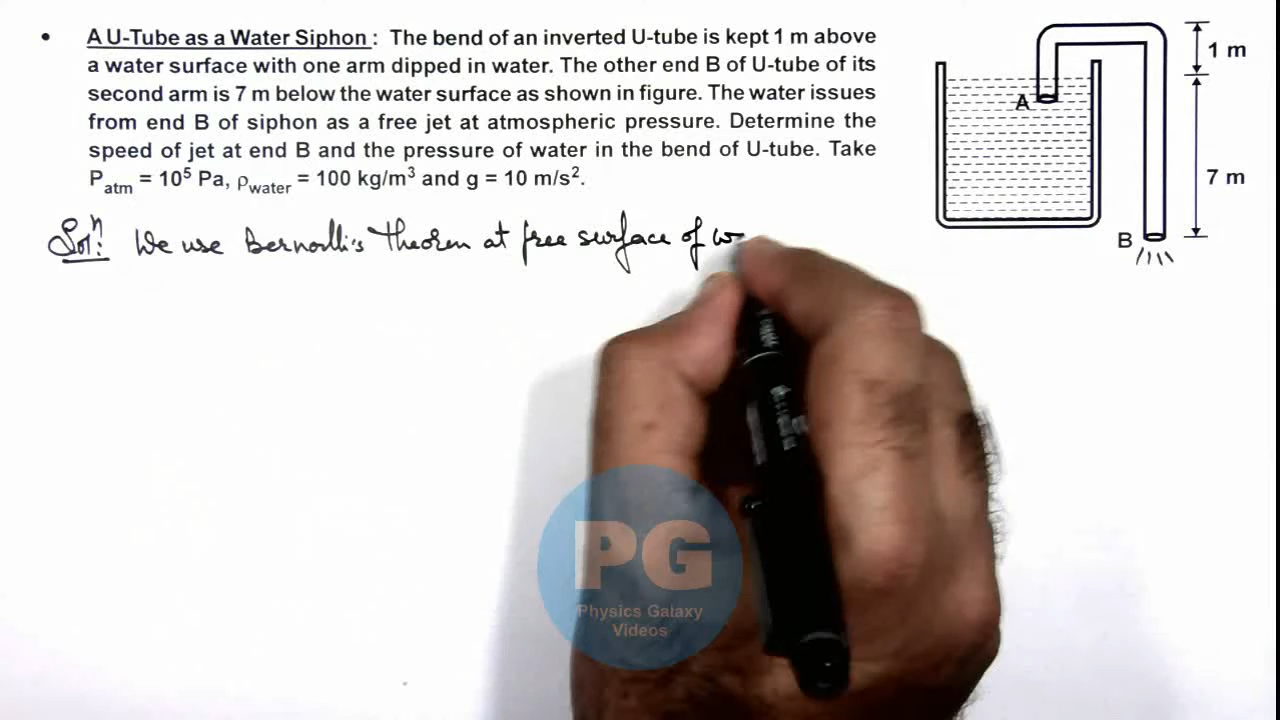 • A U-Tube as a Water Siphon : The bend of an inverted U-tube is kept 1 m above
a water surface with one arm dipped in water. The other end B of U-tube of its
second arm is 7 m below the water surface as shown in figure. The water issues
from end B of siphon as a free jet at atmospheric pressure. Determine the
speed of jet at end B and the pressure of water in the bend of U-tube. Take
Pₐₜₘ = 10⁵ Pa, ρwater = 100 kg/m³ and g = 10 m/s².
Solⁿ: We use Bernoulli's theorem at free surface of w
1 m
A
7 m
B
PG
Physics Galaxy
Videos